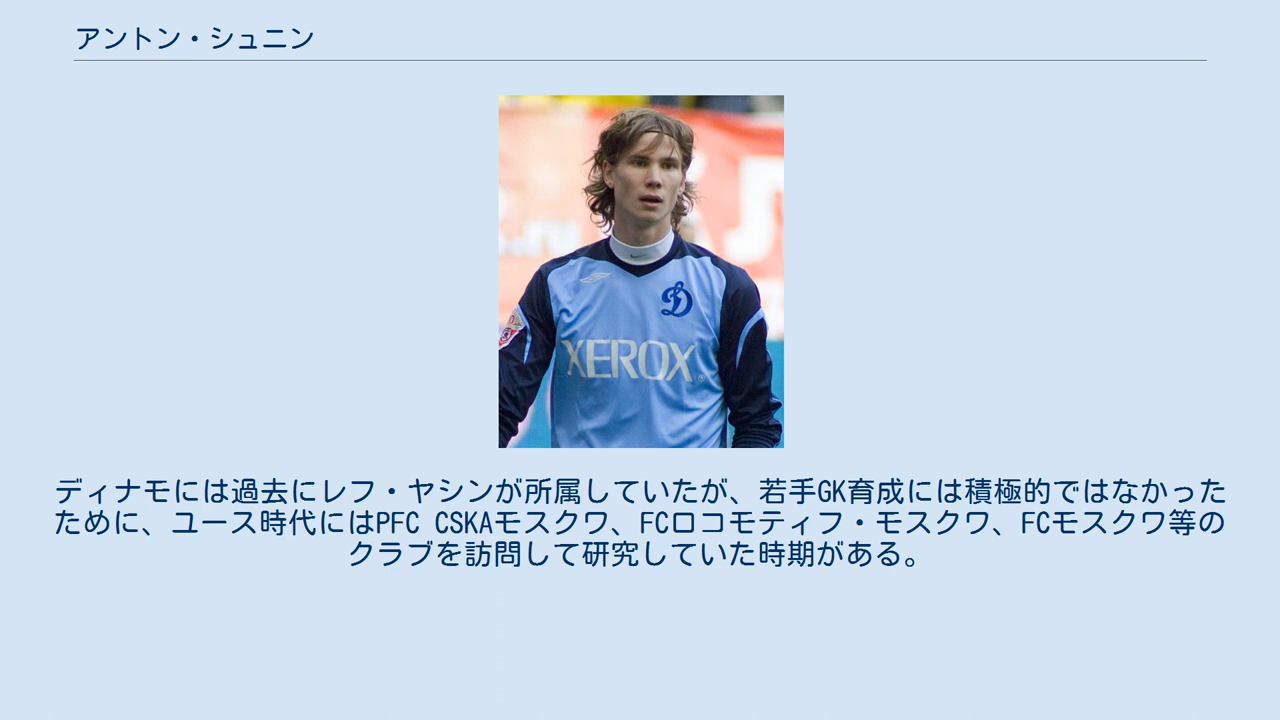 アントン・シュニン
XEROX
ディナモには過去にレフ・ヤシンが所属していたが、若手GK育成には積極的ではなかった
ために、ユース時代にはPFC CSKAモスクワ、FCロコモティフ・モスクワ、FCモスクワ等の
クラブを訪問して研究していた時期がある。